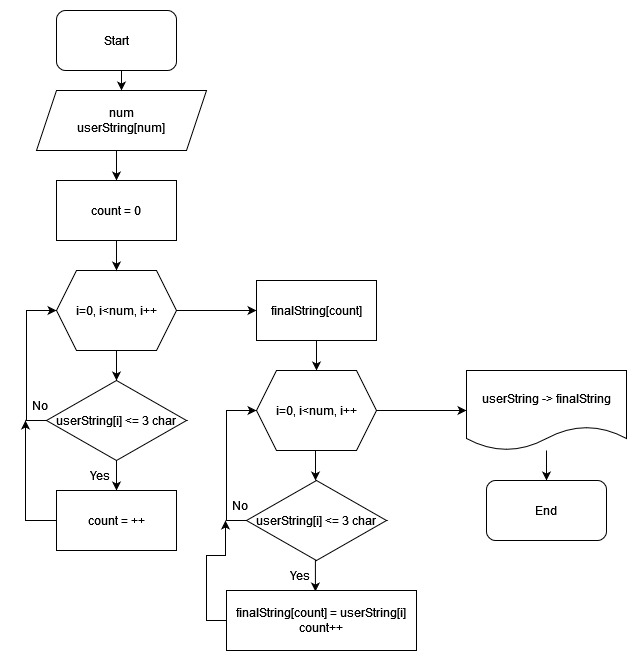 Start
num
userString[num]
count = 0
i=0, i<num, i++
finalString[count]
userString[i] <= 3 char
No
Yes
count = ++
i=0, i<num, i++
userString[i] <= 3 char
No
Yes
finalString[count] = userString[i]
count++
userString -> finalString
End